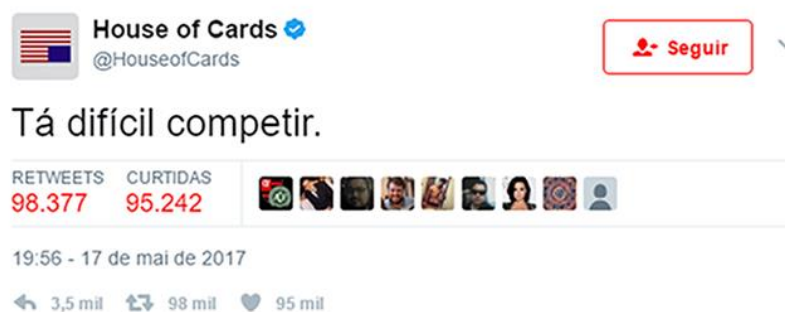 House of Cards
@HouseofCards
Seguir
Tá difícil competir.
RETWEETS CURTIDAS
98.377 95.242
19:56 - 17 de mai de 2017
3,5 mil 98 mil 95 mil